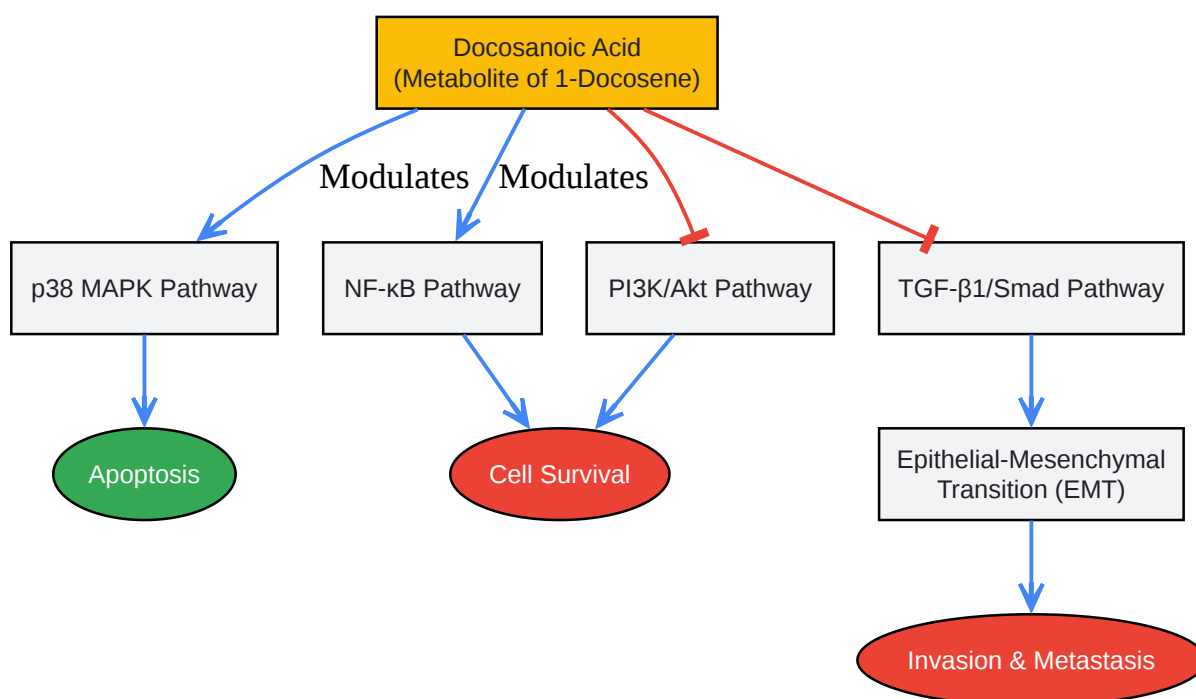 Docosanoic Acid
(Metabolite of 1-Docosene)
Modulates
Modulates
p38 MAPK Pathway
NF-κB Pathway
PI3K/Akt Pathway
TGF-β1/Smad Pathway
Apoptosis
Cell Survival
Epithelial-Mesenchymal
Transition (EMT)
Invasion & Metastasis